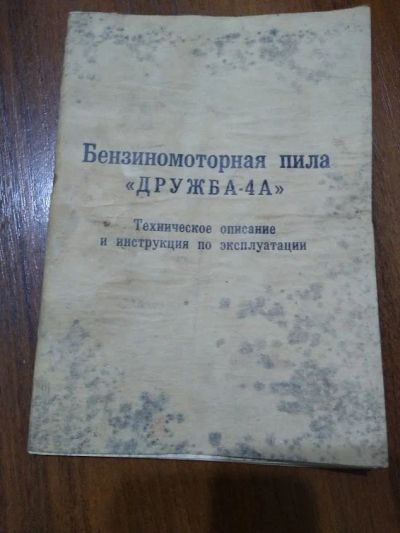 Бензиномоторная пила
«ДРУЖБА-4А»
Техническое описание
и инструкция по эксплуатации